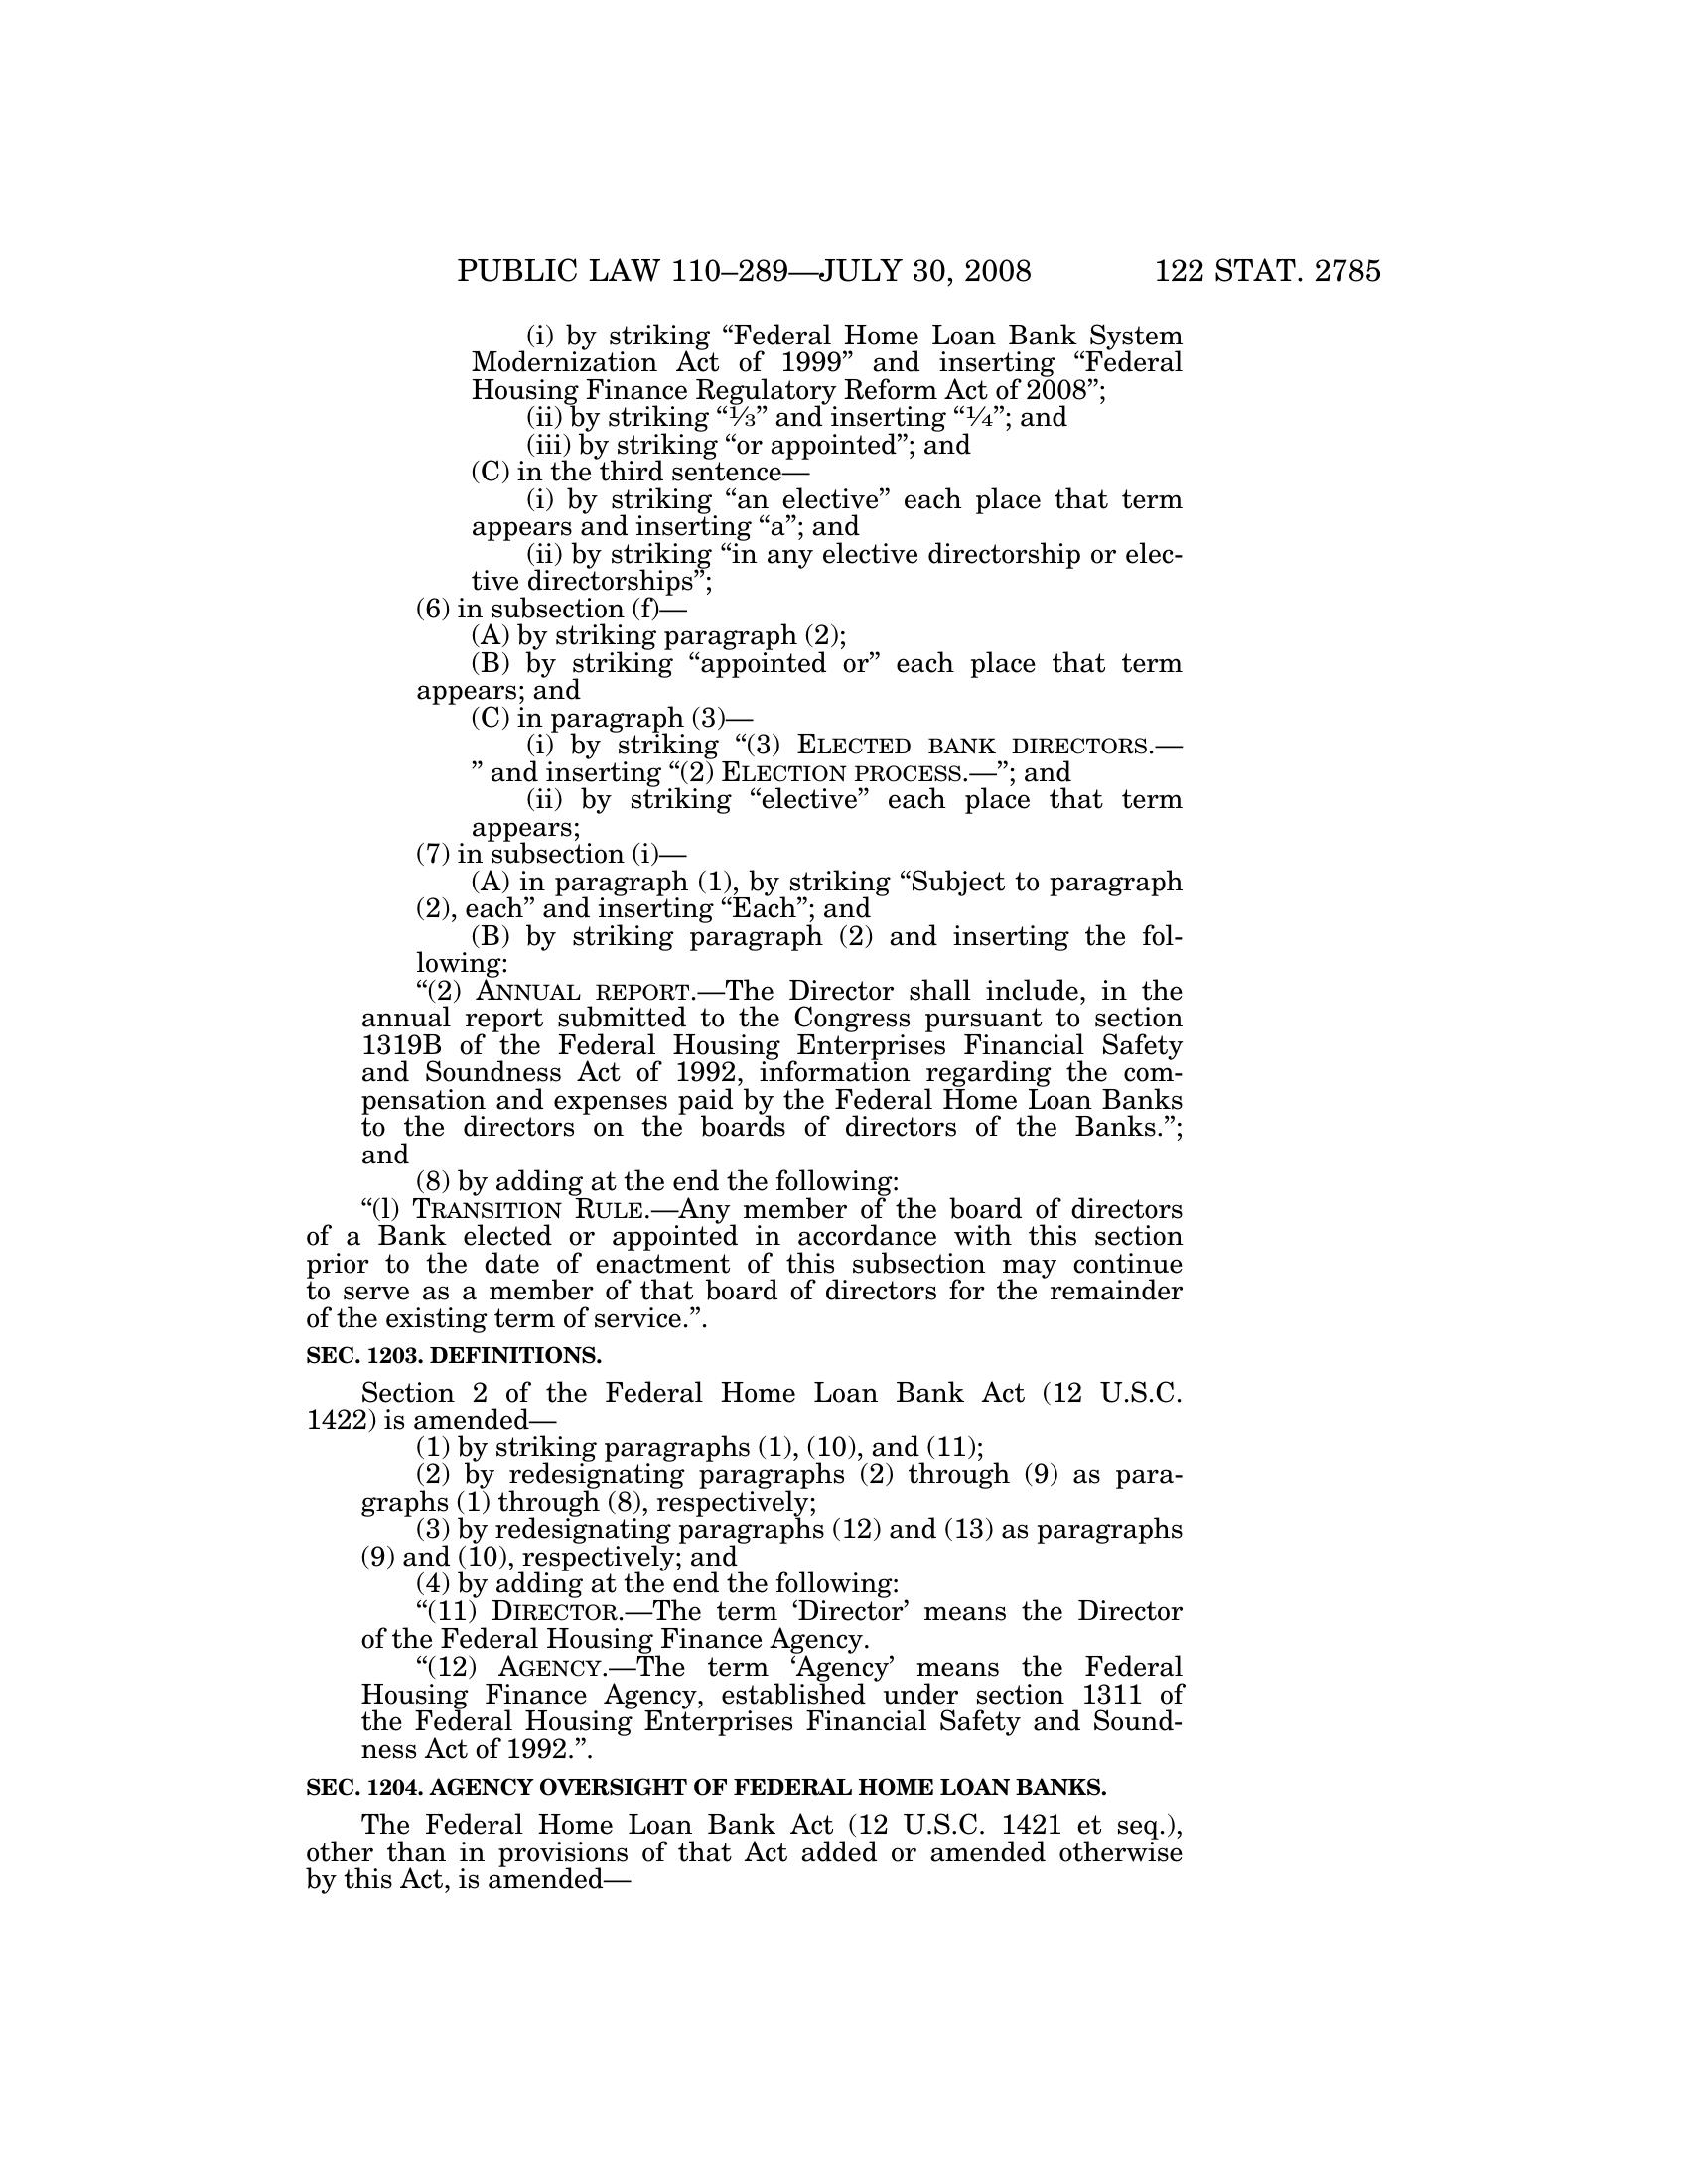 PUBLIC LAW 110–289—JULY 30, 2008 122 STAT. 2785
(i) by striking “Federal Home Loan Bank System
Modernization Act of 1999” and inserting “Federal
Housing Finance Regulatory Reform Act of 2008”;
(ii) by striking “1⁄3” and inserting “1⁄4”; and
(iii) by striking “or appointed”; and
(C) in the third sentence—
(i) by striking “an elective” each place that term
appears and inserting “a”; and
(ii) by striking “in any elective directorship or elec-
tive directorships”;
(6) in subsection (f)—
(A) by striking paragraph (2);
(B) by striking “appointed or” each place that term
appears; and
(C) in paragraph (3)—
(i) by striking “(3) ELECTED BANK DIRECTORS.—
” and inserting “(2) ELECTION PROCESS.—”; and
(ii) by striking “elective” each place that term
appears;
(7) in subsection (i)—
(A) in paragraph (1), by striking “Subject to paragraph
(2), each” and inserting “Each”; and
(B) by striking paragraph (2) and inserting the fol-
lowing:
“(2) ANNUAL REPORT.—The Director shall include, in the
annual report submitted to the Congress pursuant to section
1319B of the Federal Housing Enterprises Financial Safety
and Soundness Act of 1992, information regarding the com-
pensation and expenses paid by the Federal Home Loan Banks
to the directors on the boards of directors of the Banks.”;
and
(8) by adding at the end the following:
“(l) TRANSITION RULE.—Any member of the board of directors
of a Bank elected or appointed in accordance with this section
prior to the date of enactment of this subsection may continue
to serve as a member of that board of directors for the remainder
of the existing term of service.”.
SEC. 1203. DEFINITIONS.
Section 2 of the Federal Home Loan Bank Act (12 U.S.C.
1422) is amended—
(1) by striking paragraphs (1), (10), and (11);
(2) by redesignating paragraphs (2) through (9) as para-
graphs (1) through (8), respectively;
(3) by redesignating paragraphs (12) and (13) as paragraphs
(9) and (10), respectively; and
(4) by adding at the end the following:
“(11) DIRECTOR.—The term ‘Director’ means the Director
of the Federal Housing Finance Agency.
“(12) AGENCY.—The term ‘Agency’ means the Federal
Housing Finance Agency, established under section 1311 of
the Federal Housing Enterprises Financial Safety and Sound-
ness Act of 1992.”.
SEC. 1204. AGENCY OVERSIGHT OF FEDERAL HOME LOAN BANKS.
The Federal Home Loan Bank Act (12 U.S.C. 1421 et seq.),
other than in provisions of that Act added or amended otherwise
by this Act, is amended—